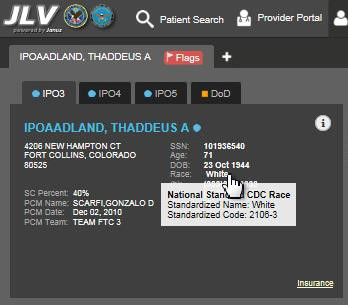 JLV
powered by Janus
Patient Search
Provider Portal
IPOAADLAND, THADDEUS A
Flags
IPO3
IPO4
IPO5
DoD
IPOAADLAND, THADDEUS A
4206 NEW HAMPTON CT
FORT COLLINS, COLORADO
80525
SSN: 101936540
Age: 71
DOB: 23 Oct 1944
Race: White
SC Percent: 40%
PCM Name: SCARFI,GONZALO D
PCM Date: Dec 02, 2010
PCM Team: TEAM FTC 3
National CDC Race
Standardized Name: White
Standardized Code: 2106-3
Insurance